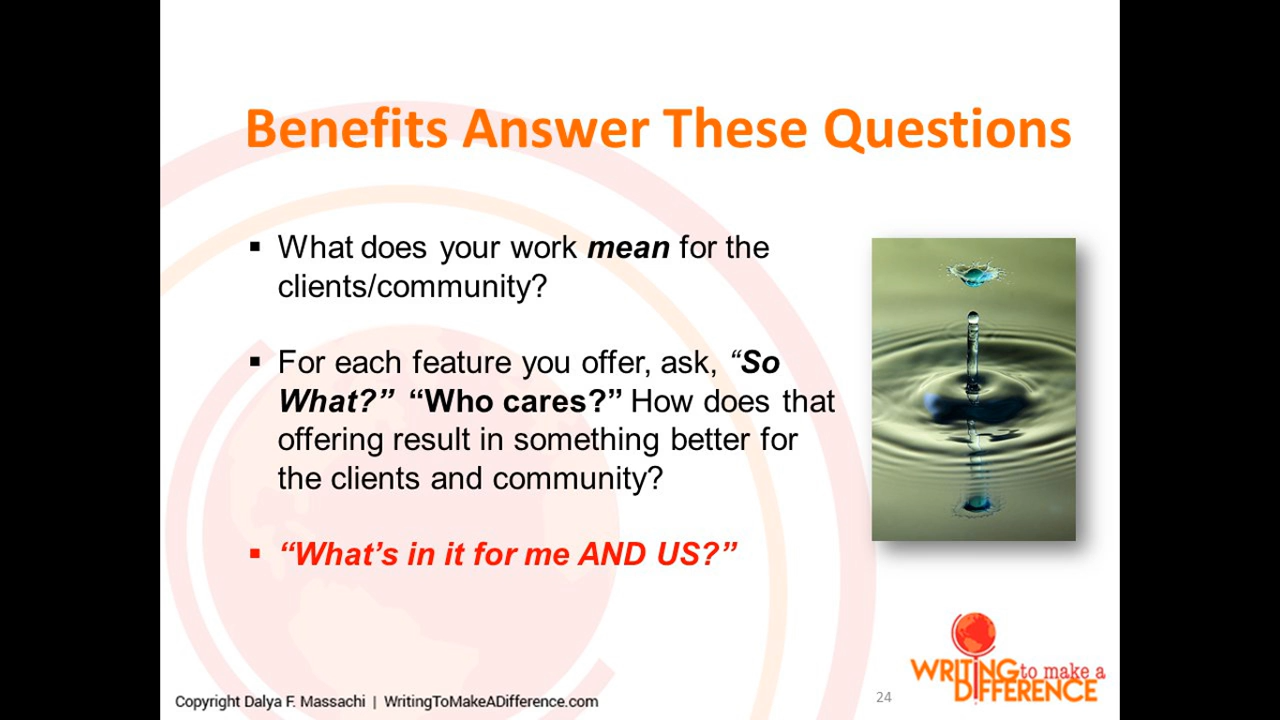 Benefits Answer These Questions
▪ What does your work mean for the
clients/community?
▪ For each feature you offer, ask, “So
What?” “Who cares?” How does that
offering result in something better for
the clients and community?
▪ “What’s in it for me AND US?”
WRITING to make a
DIFFERENCE
Copyright Dalya F. Massachi | WritingToMakeADifference.com
24